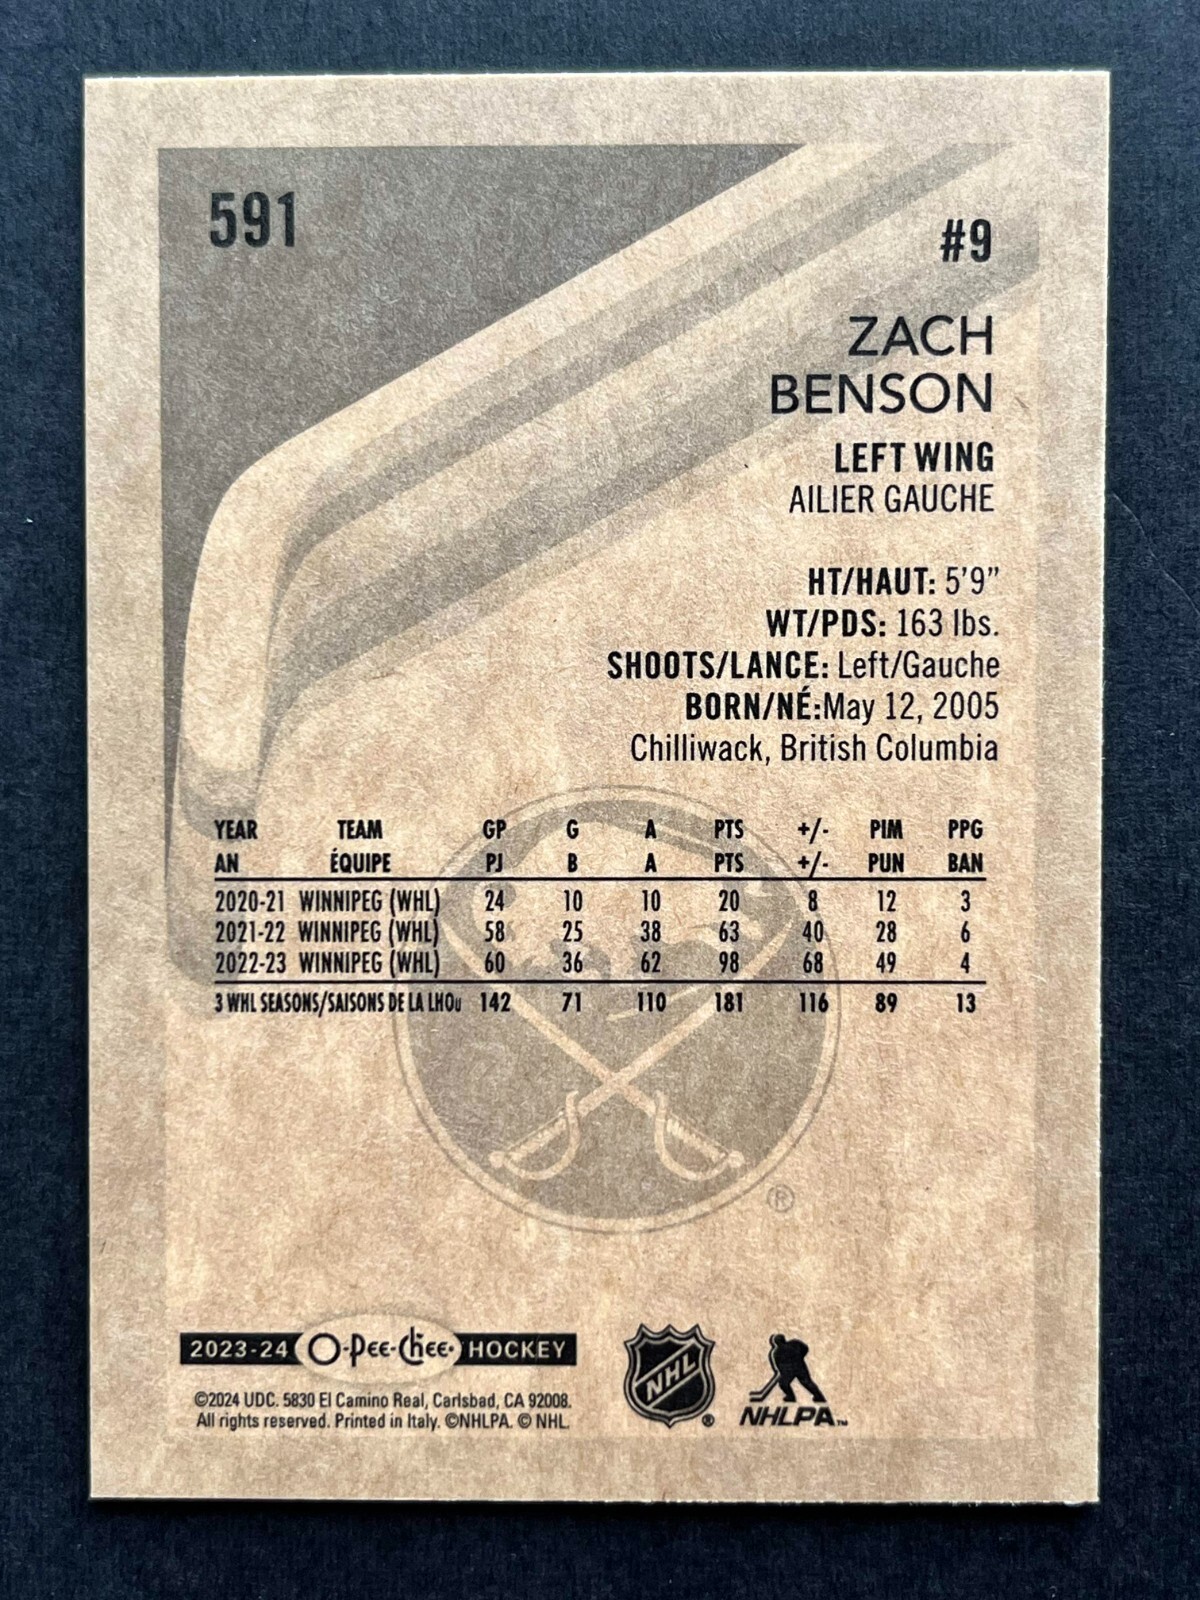 591
#9
ZACH
BENSON
LEFT WING
AILIER GAUCHE
HT/HAUT: 5'9"
WT/PDS: 163 lbs.
SHOOTS/LANCE: Left/Gauche
BORN/NÉ:May 12, 2005
Chilliwack, British Columbia
YEAR TEAM GP G A PTS +/- PIM PPG
AN ÉQUIPE PJ B A PTS +/- PUN BAN
2020-21 WINNIPEG (WHL) 24 10 10 20 8 12 3
2021-22 WINNIPEG (WHL) 58 25 38 63 40 28 6
2022-23 WINNIPEG (WHL) 60 36 62 98 68 49 4
3 WHL SEASONS/SAISONS DE LA LHOu 142 71 110 181 116 89 13
®
2023-24 O-Pee-Chee HOCKEY
©2024 UDC. 5830 El Camino Real, Carlsbad, CA 92008.
All rights reserved. Printed in Italy. ©NHLPA. © NHL.
NHL ®
NHLPA™